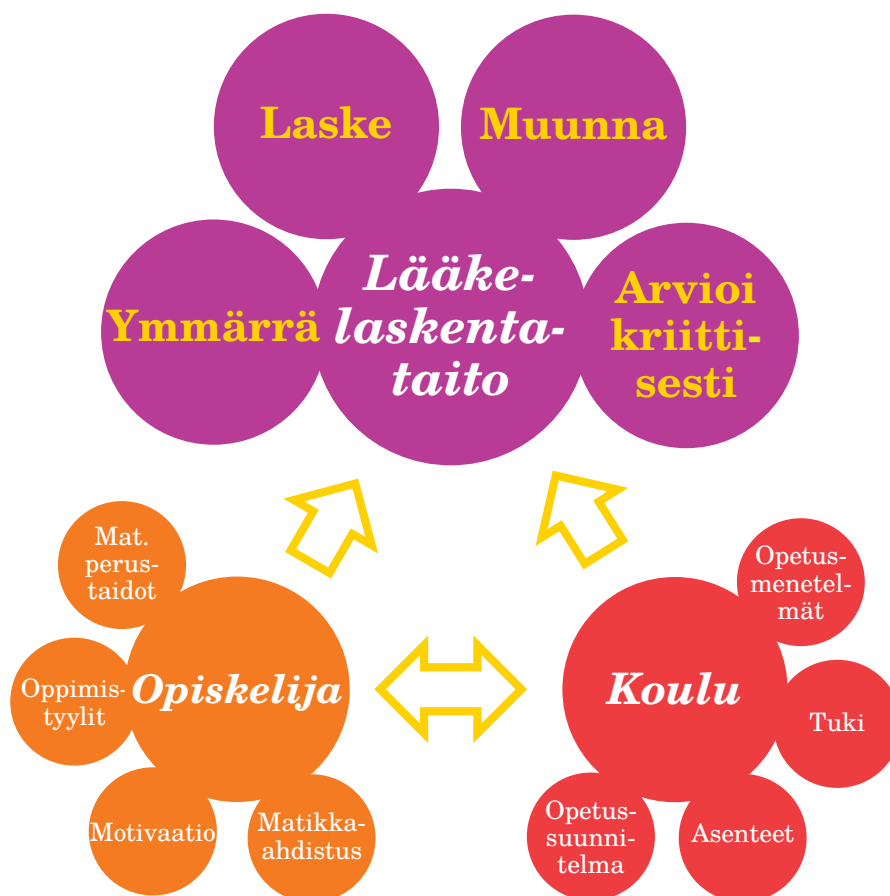 Laske
Muunna
Ymmärrä
Lääke-
laskenta-
taito
Arvioi
kriitti-
sesti
Mat.
perus-
taidot
Oppimis-
tyylit
Opiskelija
Motivaatio
Matikka-
ahdistus
Opetus-
menetel-
mät
Koulu
Tuki
Opetus-
suunni-
telma
Asenteet